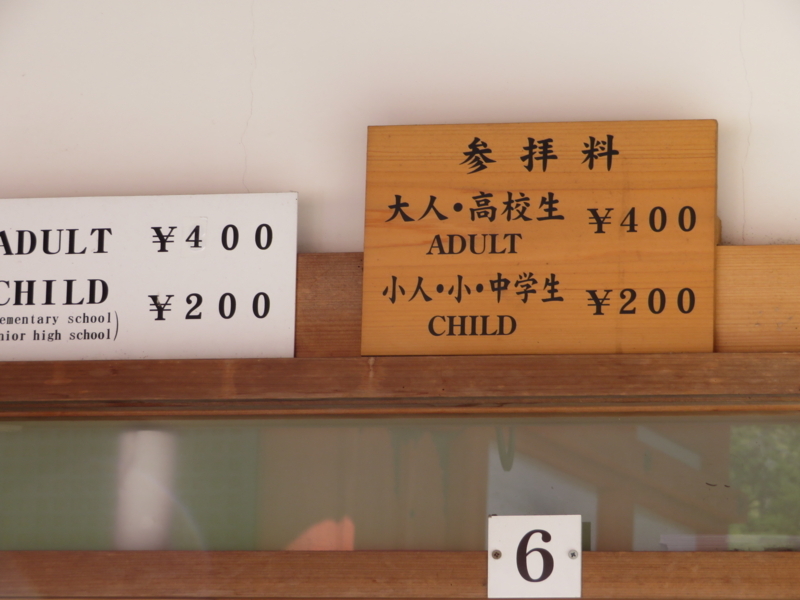 ADULT ¥400
CHILD ¥200
ementary school)
nior high school)
参拝料
大人・高校生 ¥400
ADULT
小人・小・中学生 ¥200
CHILD
6